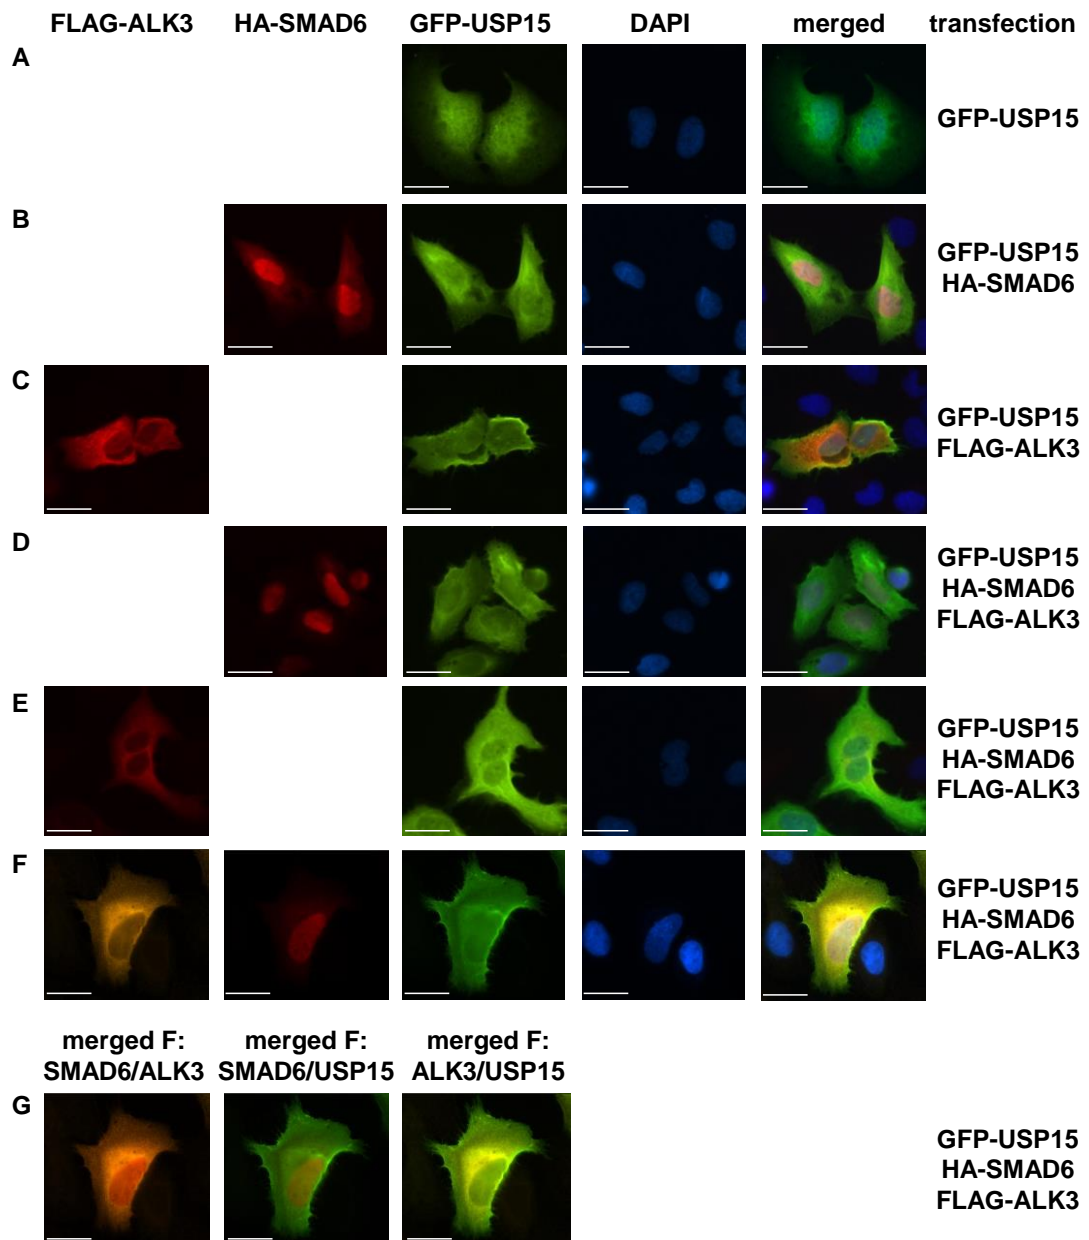 FLAG-ALK3 HA-SMAD6 GFP-USP15 DAPI merged transfection
A
GFP-USP15
B
GFP-USP15
HA-SMAD6
C
GFP-USP15
FLAG-ALK3
D
GFP-USP15
HA-SMAD6
FLAG-ALK3
E
GFP-USP15
HA-SMAD6
FLAG-ALK3
F
GFP-USP15
HA-SMAD6
FLAG-ALK3
merged F: merged F: merged F:
SMAD6/ALK3 SMAD6/USP15 ALK3/USP15
G
GFP-USP15
HA-SMAD6
FLAG-ALK3